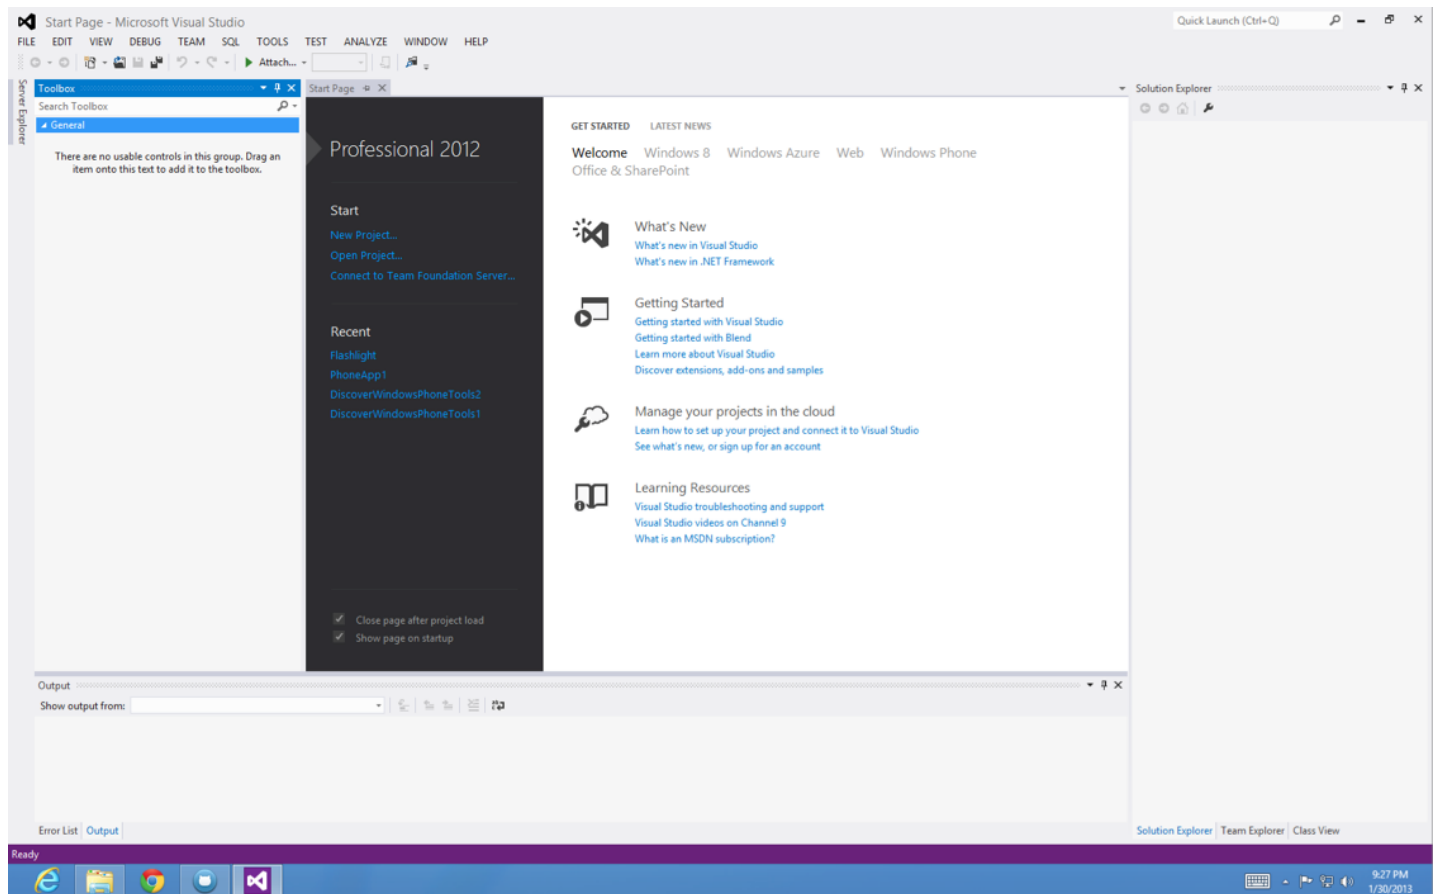 Start Page - Microsoft Visual Studio
Quick Launch (Ctrl+Q)
FILE EDIT VIEW DEBUG TEAM SQL TOOLS TEST ANALYZE WINDOW HELP
Attach...
Server Explorer
Toolbox
Search Toolbox
General
There are no usable controls in this group. Drag an
item onto this text to add it to the toolbox.
Start Page
Professional 2012
Start
New Project...
Open Project...
Connect to Team Foundation Server...
Recent
Flashlight
PhoneApp1
DiscoverWindowsPhoneTools2
DiscoverWindowsPhoneTools1
Close page after project load
Show page on startup
GET STARTED LATEST NEWS
Welcome Windows 8 Windows Azure Web Windows Phone
Office & SharePoint
What's New
What's new in Visual Studio
What's new in .NET Framework
Getting Started
Getting started with Visual Studio
Getting started with Blend
Learn more about Visual Studio
Discover extensions, add-ons and samples
Manage your projects in the cloud
Learn how to set up your project and connect it to Visual Studio
See what's new, or sign up for an account
Learning Resources
Visual Studio troubleshooting and support
Visual Studio videos on Channel 9
What is an MSDN subscription?
Solution Explorer
Output
Show output from:
Error List Output
Solution Explorer Team Explorer Class View
Ready
9:27 PM
1/30/2013